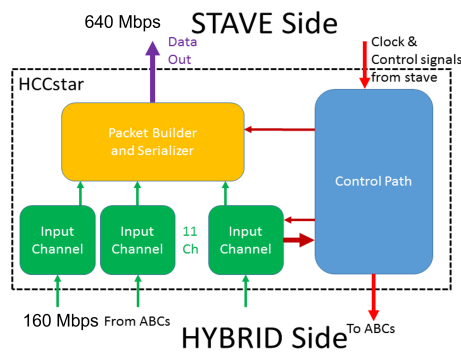 640 Mbps
STAVE Side
Data
Out
Clock &
Control signals
from stave
HCCstar
Packet Builder
and Serializer
Control Path
Input
Channel
Input
Channel
11
Ch
Input
Channel
160 Mbps
From ABCs
HYBRID Side
To ABCs